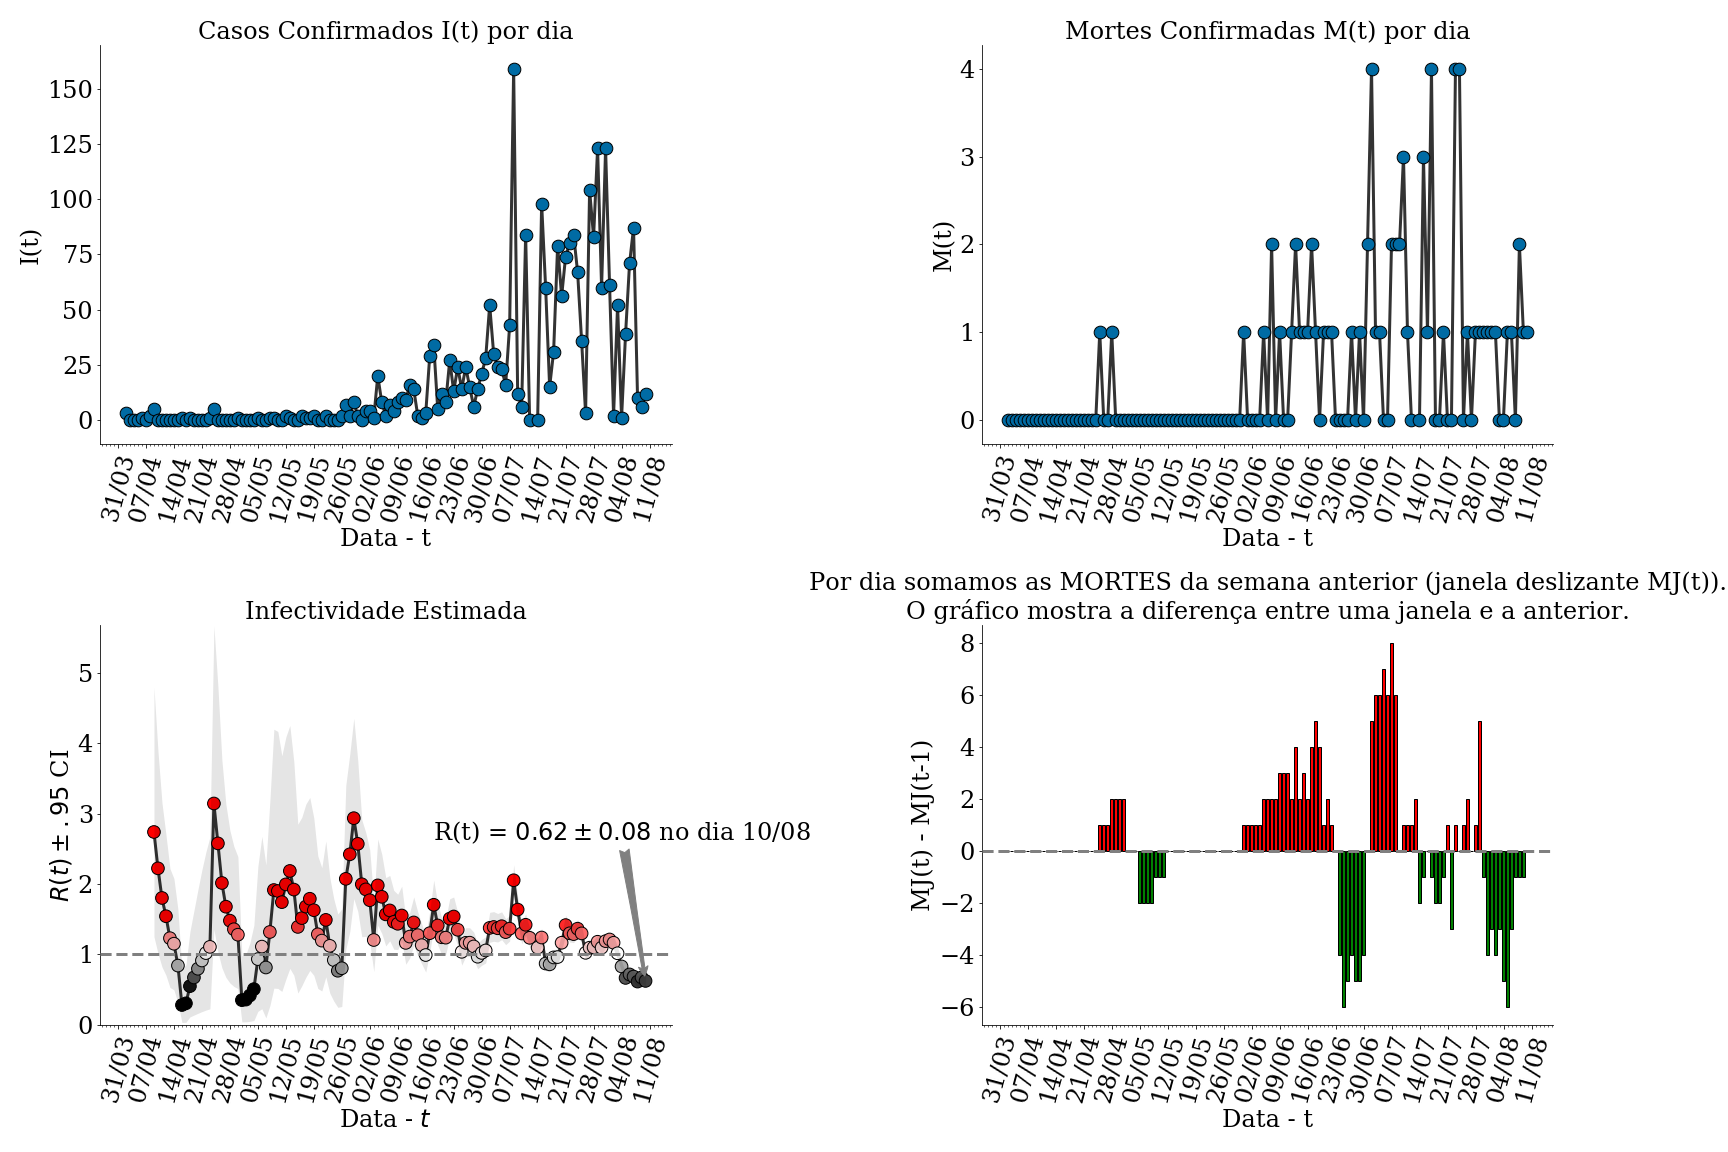 Casos Confirmados I(t) por dia
I(t)
150
125
100
75
50
25
0
31/03 07/04 14/04 21/04 28/04 05/05 12/05 19/05 26/05 02/06 09/06 16/06 23/06 30/06 07/07 14/07 21/07 28/07 04/08 11/08
Data - t
Mortes Confirmadas M(t) por dia
M(t)
4
3
2
1
0
31/03 07/04 14/04 21/04 28/04 05/05 12/05 19/05 26/05 02/06 09/06 16/06 23/06 30/06 07/07 14/07 21/07 28/07 04/08 11/08
Data - t
Infectividade Estimada
R(t) ± .95 CI
5
4
3
2
1
0
R(t) = 0.62 ± 0.08 no dia 10/08
31/03 07/04 14/04 21/04 28/04 05/05 12/05 19/05 26/05 02/06 09/06 16/06 23/06 30/06 07/07 14/07 21/07 28/07 04/08 11/08
Data - t
Por dia somamos as MORTES da semana anterior (janela deslizante MJ(t)).
O gráfico mostra a diferença entre uma janela e a anterior.
MJ(t) - MJ(t-1)
8
6
4
2
0
−2
−4
−6
31/03 07/04 14/04 21/04 28/04 05/05 12/05 19/05 26/05 02/06 09/06 16/06 23/06 30/06 07/07 14/07 21/07 28/07 04/08 11/08
Data - t